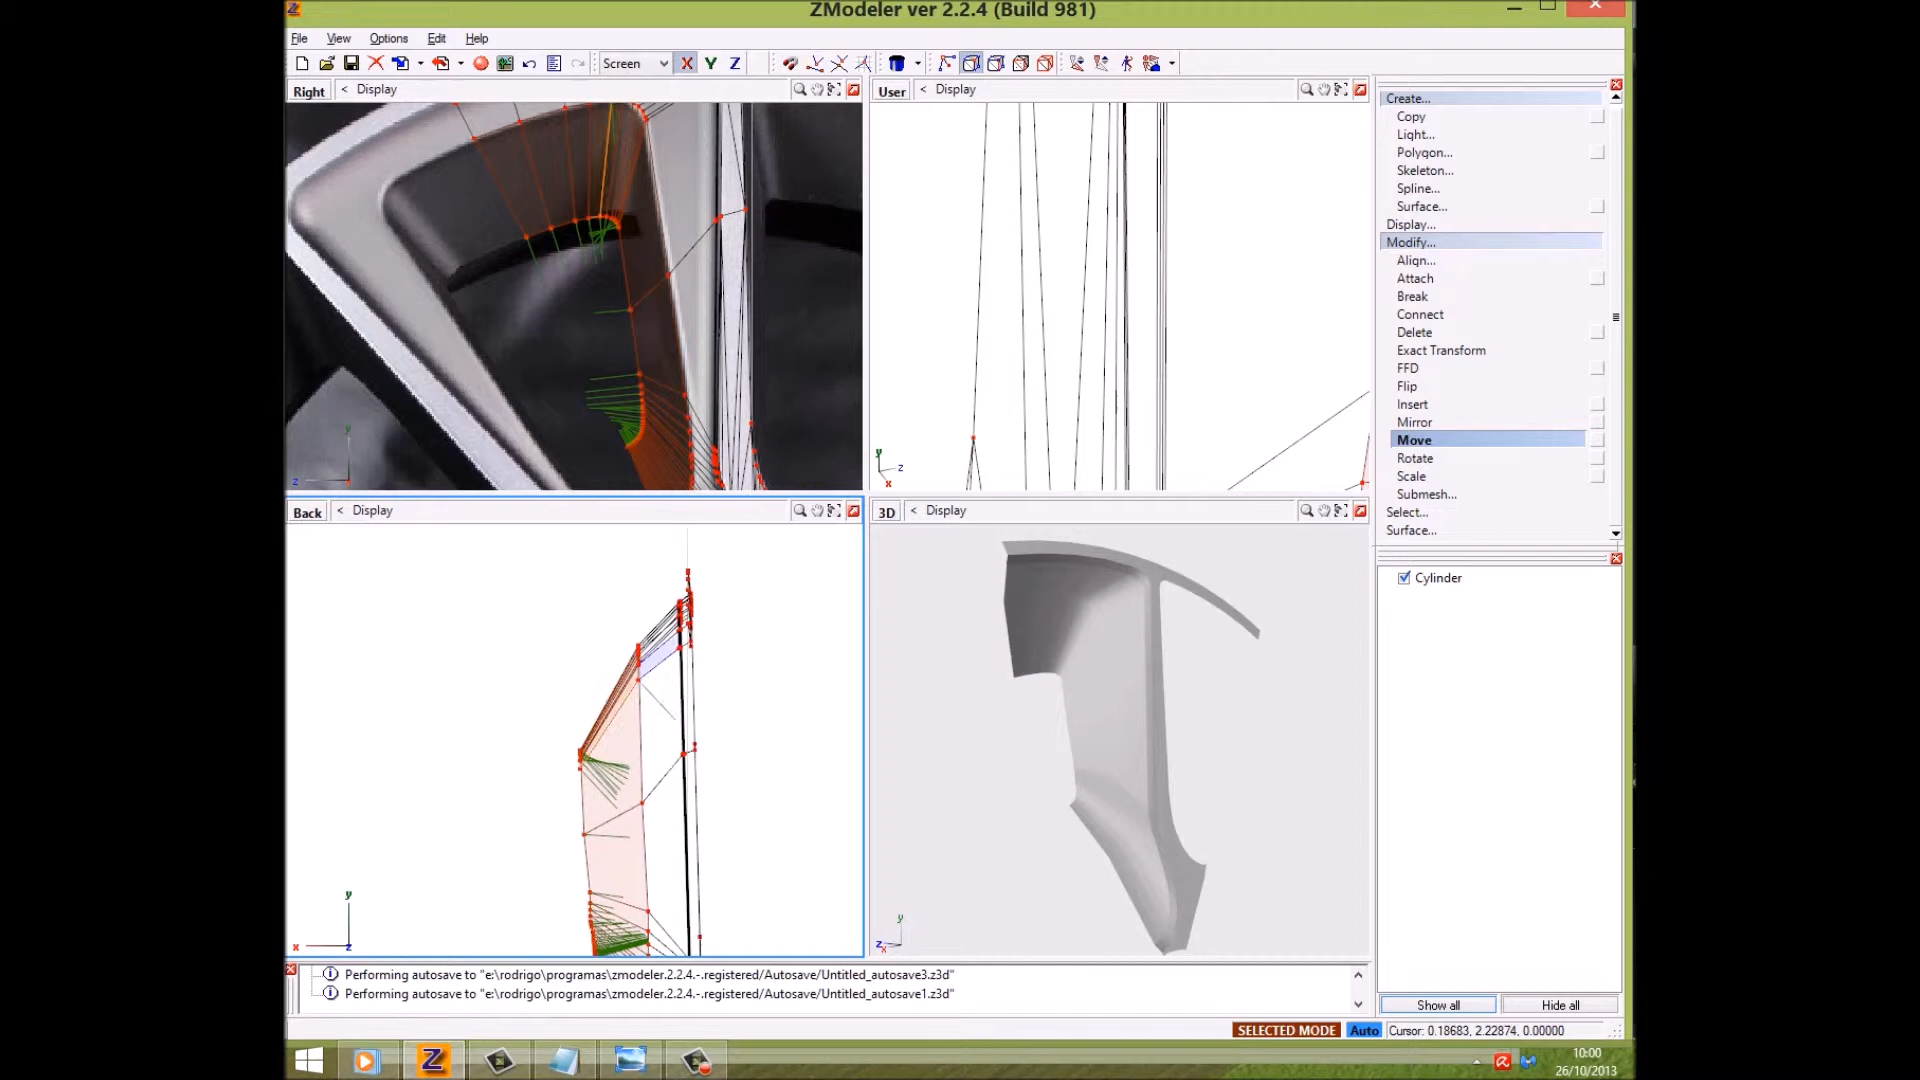 ZModeler ver 2.2.4 (Build 981)
File View Options Edit Help
Screen X Y Z
Right < Display
User < Display
Back < Display
3D < Display
y
z
y
z
x
y
x
z
y
z
x
Create...
Copy
Light...
Polygon...
Skeleton...
Spline...
Surface...
Display...
Modify...
Align...
Attach
Break
Connect
Delete
Exact Transform
FFD
Flip
Insert
Mirror
Move
Rotate
Scale
Submesh...
Select...
Surface...
Cylinder
Show all Hide all
Performing autosave to "e:\rodrigo\programas\zmodeler.2.2.4.-.registered/Autosave/Untitled_autosave3.z3d"
Performing autosave to "e:\rodrigo\programas\zmodeler.2.2.4.-.registered/Autosave/Untitled_autosave1.z3d"
SELECTED MODE Auto Cursor: 0.18683, 2.22874, 0.00000
10:00
26/10/2013